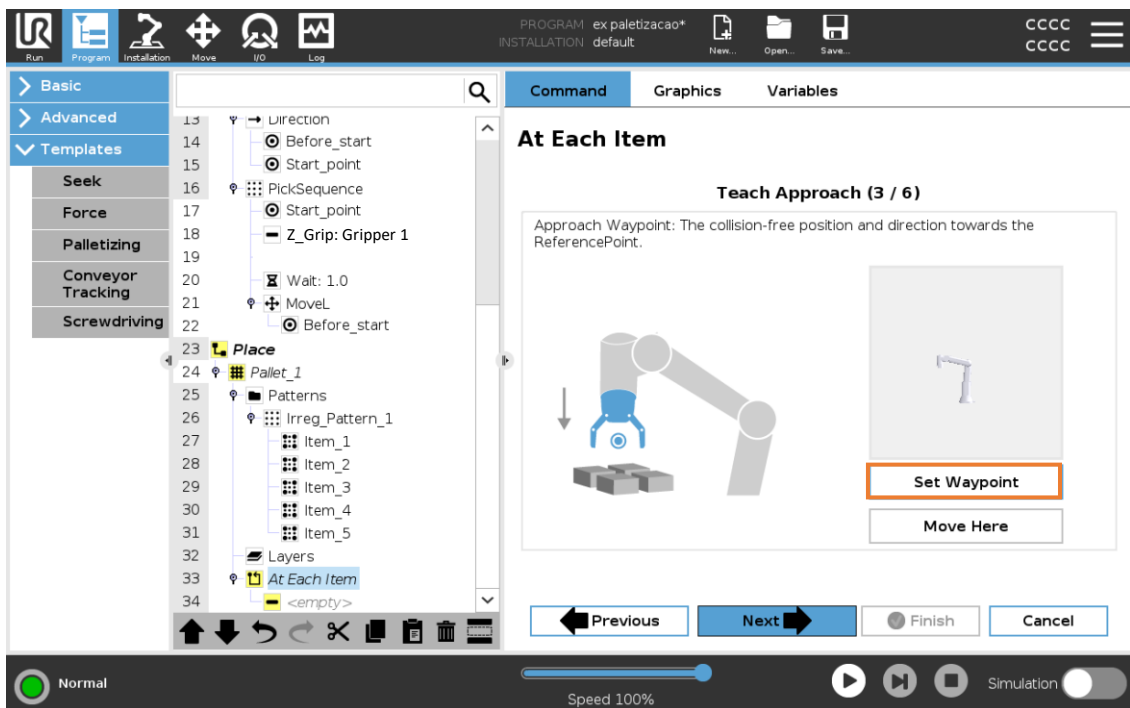 PROGRAM ex paletizacao*
INSTALLATION default
CCCC
CCCC
Run Program Installation Move I/O Log New... Open... Save...
Basic
Advanced
Templates
Seek
Force
Palletizing
Conveyor
Tracking
Screwdriving
13 Direction
14 Before_start
15 Start_point
16 PickSequence
17 Start_point
18 Z_Grip: Gripper 1
19
20 Wait: 1.0
21 MoveL
22 Before_start
23 Place
24 Pallet_1
25 Patterns
26 Irreg_Pattern_1
27 Item_1
28 Item_2
29 Item_3
30 Item_4
31 Item_5
32 Layers
33 At Each Item
34 <empty>
Command Graphics Variables
At Each Item
Teach Approach (3 / 6)
Approach Waypoint: The collision-free position and direction towards the
ReferencePoint.
Set Waypoint
Move Here
Previous Next Finish Cancel
Normal
Speed 100%
Simulation